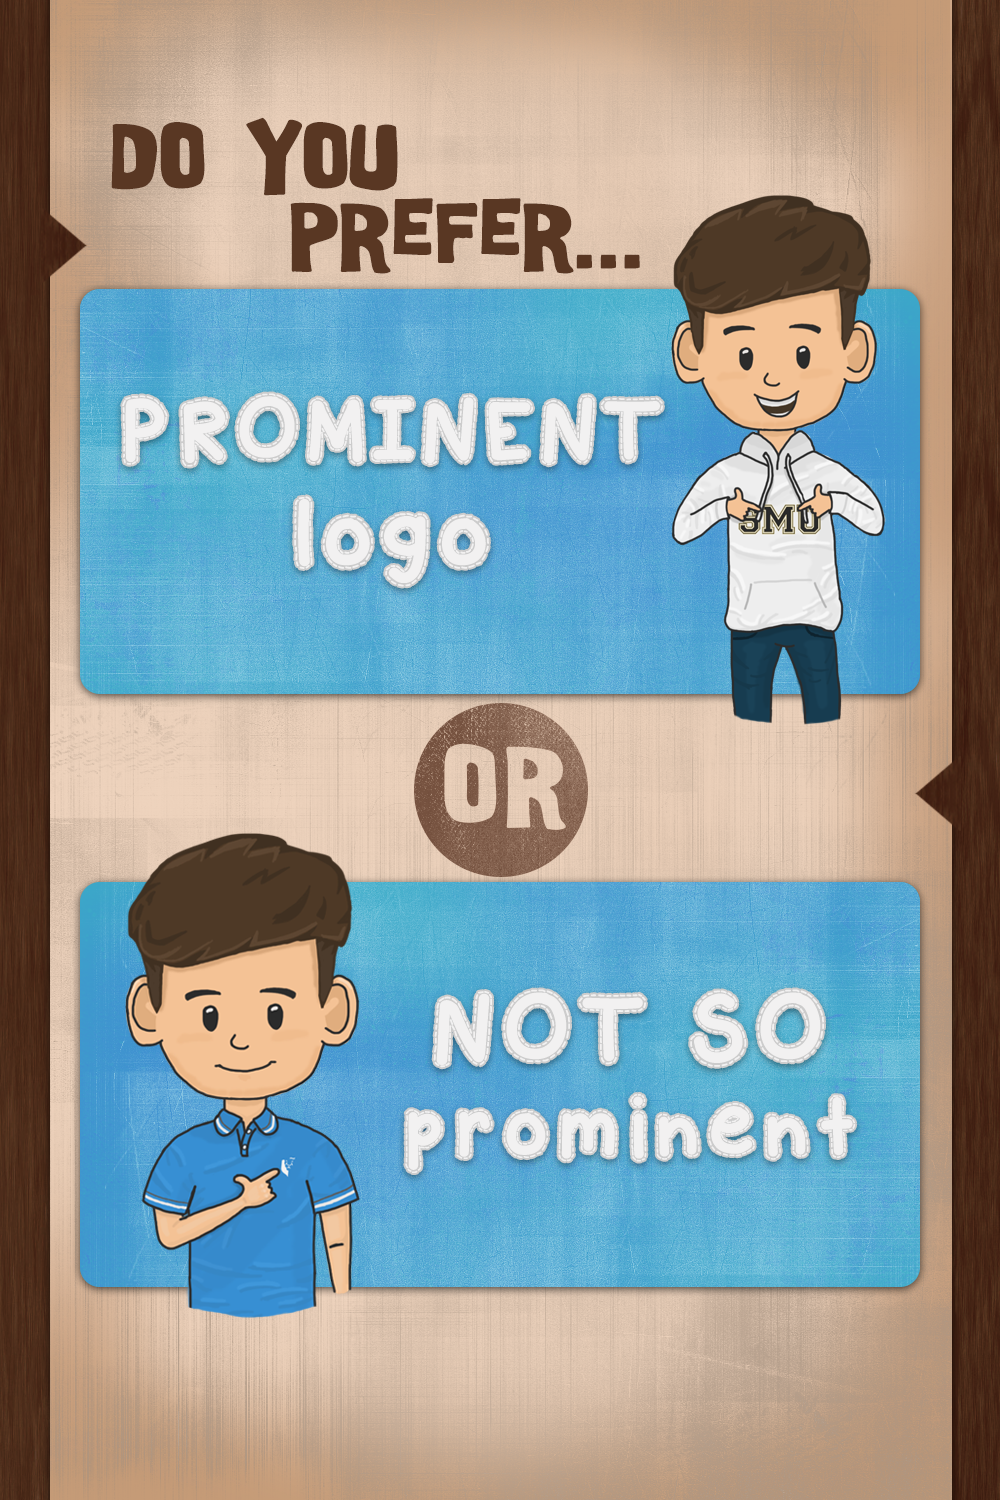 DO YOU
PREFER...
PROMINENT
logo
SMU
OR
NOT SO
prominent